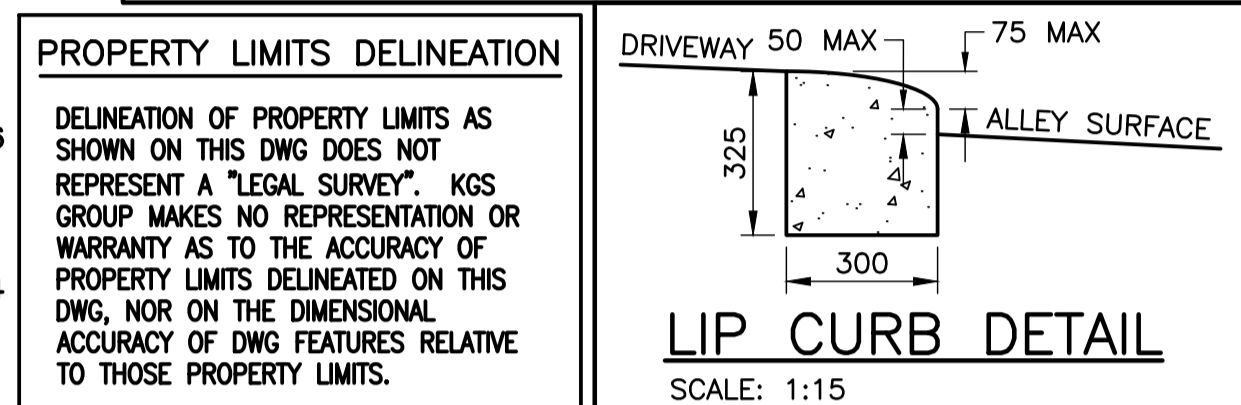 PROPERTY LIMITS DELINEATION
DELINEATION OF PROPERTY LIMITS AS
SHOWN ON THIS DWG DOES NOT
REPRESENT A "LEGAL SURVEY". KGS
GROUP MAKES NO REPRESENTATION OR
WARRANTY AS TO THE ACCURACY OF
PROPERTY LIMITS DELINEATED ON THIS
DWG, NOR ON THE DIMENSIONAL
ACCURACY OF DWG FEATURES RELATIVE
TO THOSE PROPERTY LIMITS.
DRIVEWAY 50 MAX 75 MAX
ALLEY SURFACE
325
300
LIP CURB DETAIL
SCALE: 1:15